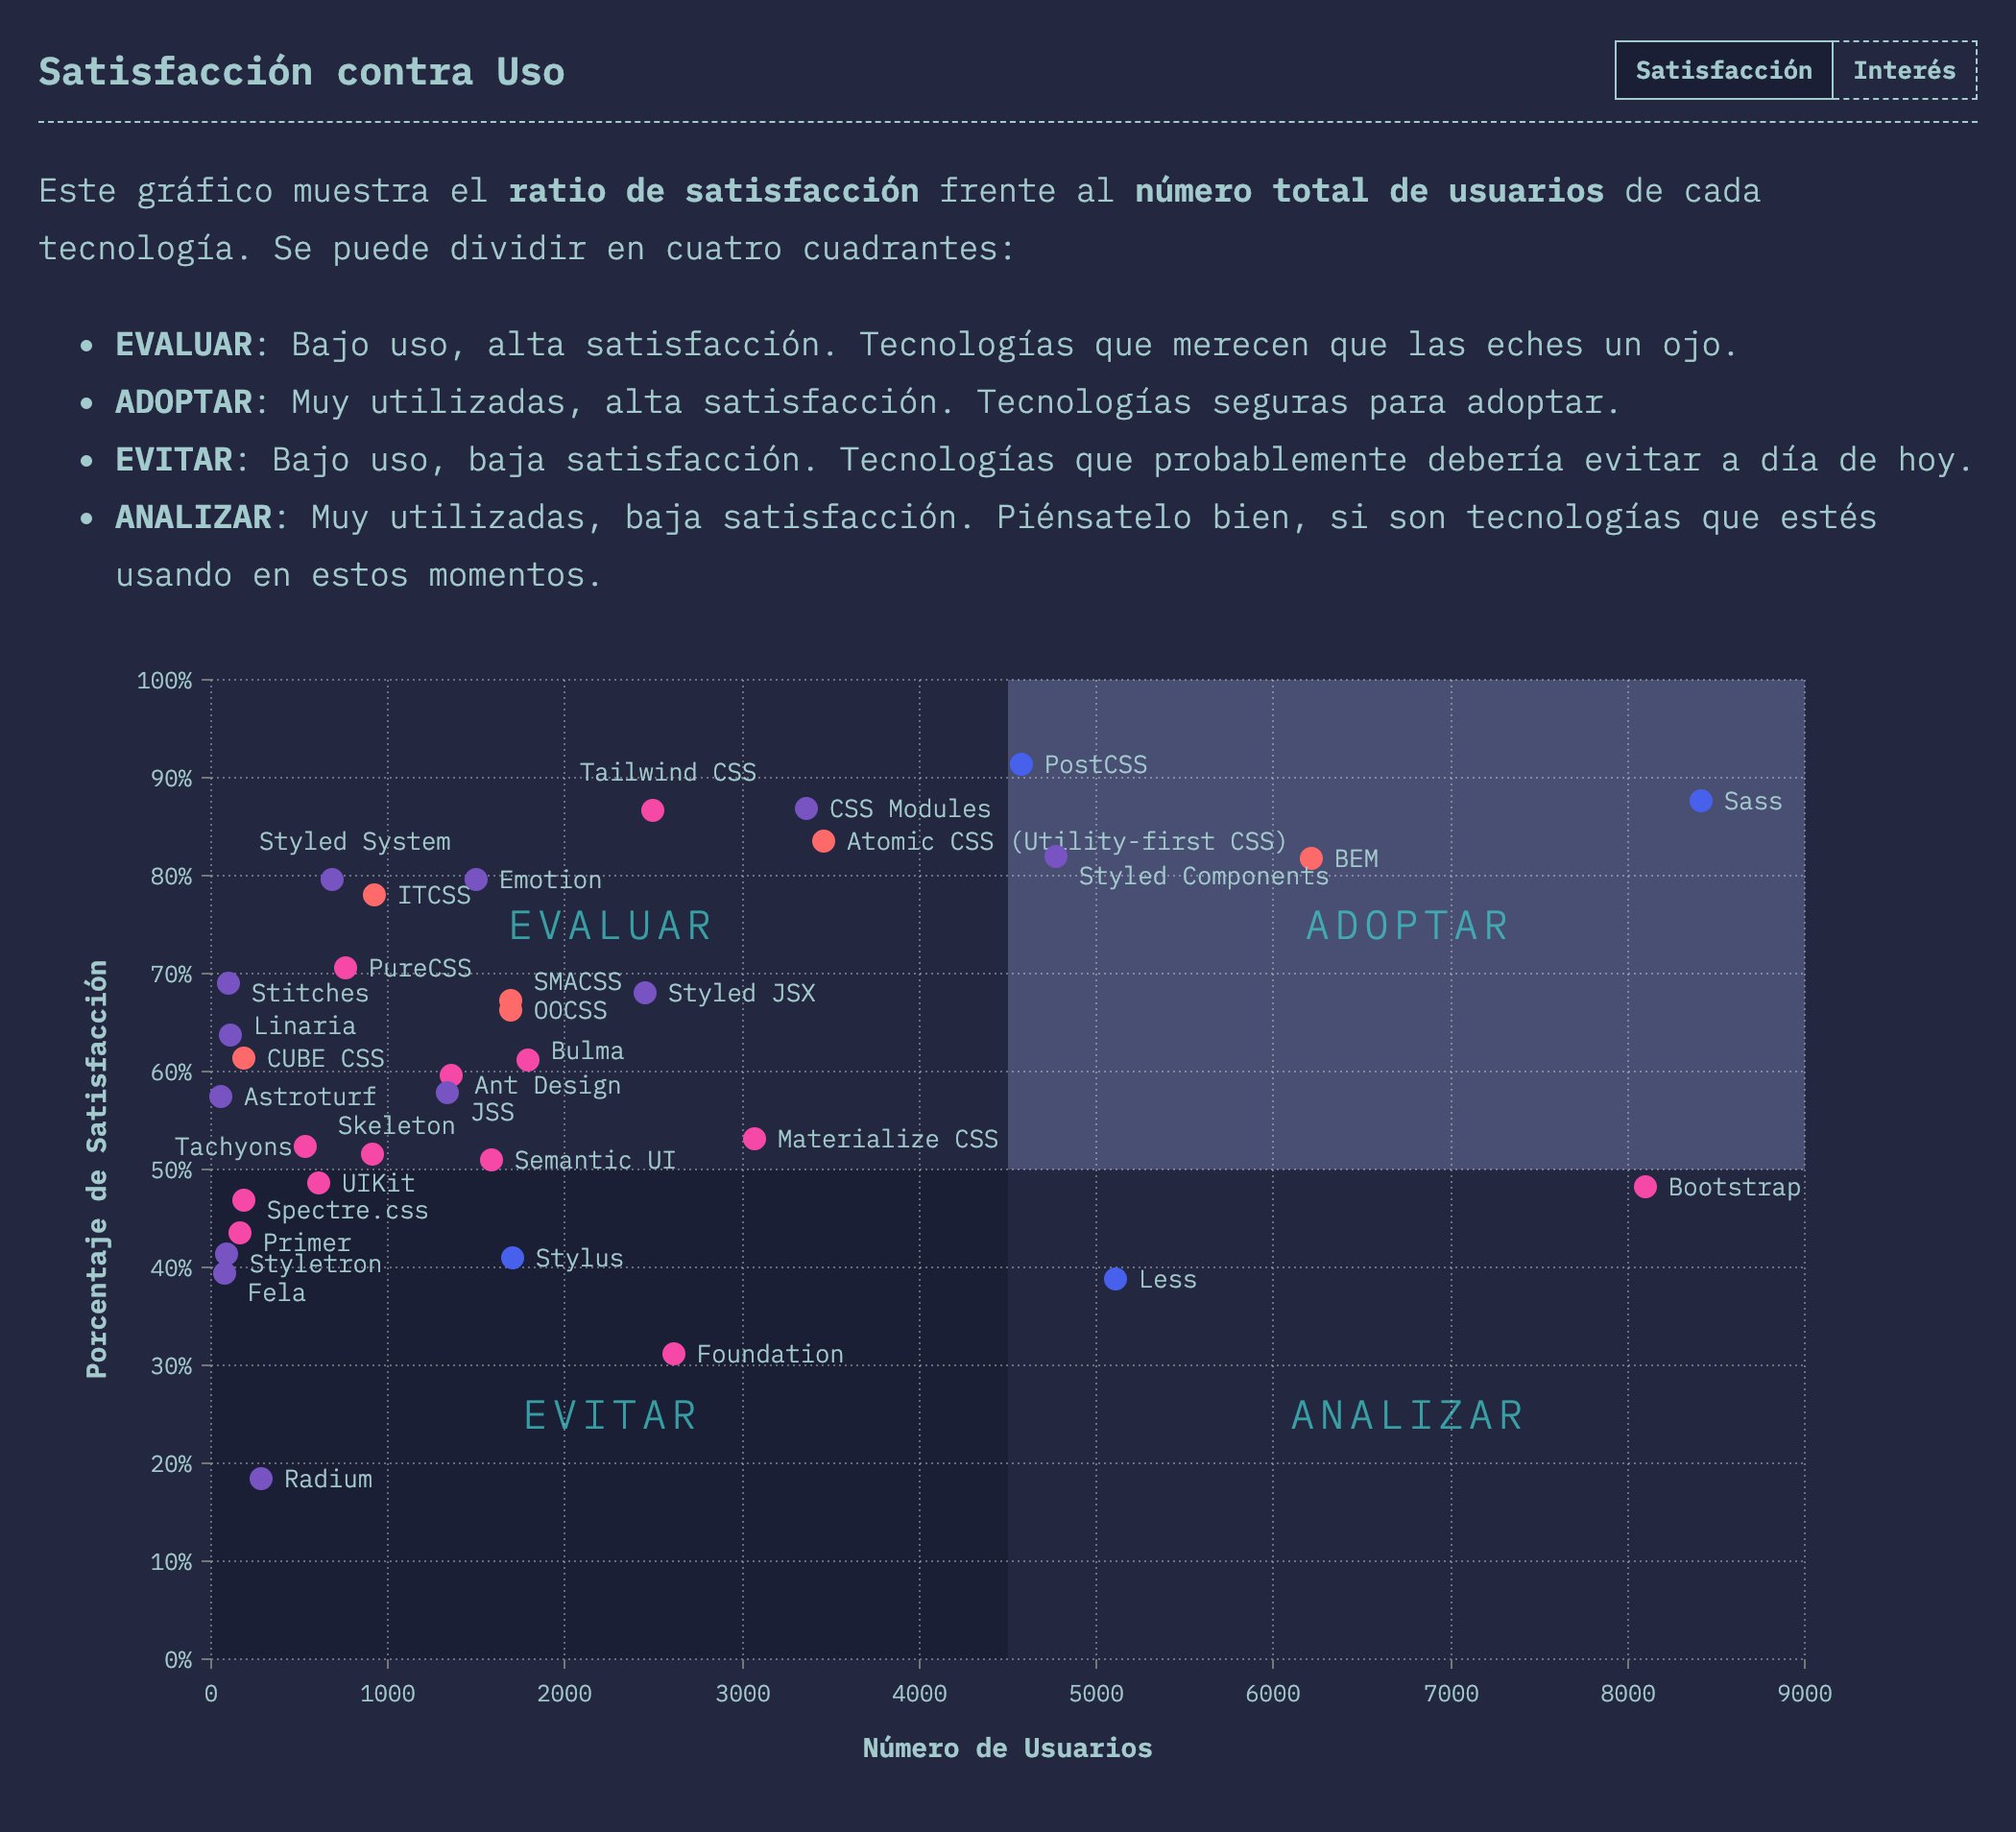 Satisfacción contra Uso
Satisfacción Interés
Este gráfico muestra el ratio de satisfacción frente al número total de usuarios de cada
tecnología. Se puede dividir en cuatro cuadrantes:
• EVALUAR: Bajo uso, alta satisfacción. Tecnologías que merecen que las eches un ojo.
• ADOPTAR: Muy utilizadas, alta satisfacción. Tecnologías seguras para adoptar.
• EVITAR: Bajo uso, baja satisfacción. Tecnologías que probablemente debería evitar a día de hoy.
• ANALIZAR: Muy utilizadas, baja satisfacción. Piénsatelo bien, si son tecnologías que estés
usando en estos momentos.
Porcentaje de Satisfacción
100%
90%
80%
70%
60%
50%
40%
30%
20%
10%
0%
PostCSS
Tailwind CSS
Sass
CSS Modules
Styled System
Atomic CSS (Utility-first CSS)
BEM
Styled Components
Emotion
ITCSS
EVALUAR
ADOPTAR
PureCSS
SMACSS
Stitches
Styled JSX
OOCSS
Linaria
Bulma
CUBE CSS
Ant Design
Astroturf
JSS
Skeleton
Materialize CSS
Tachyons
Semantic UI
UIKit
Bootstrap
Spectre.css
Primer
Stylus
Styletron
Less
Fela
Foundation
EVITAR
ANALIZAR
Radium
0 1000 2000 3000 4000 5000 6000 7000 8000 9000
Número de Usuarios